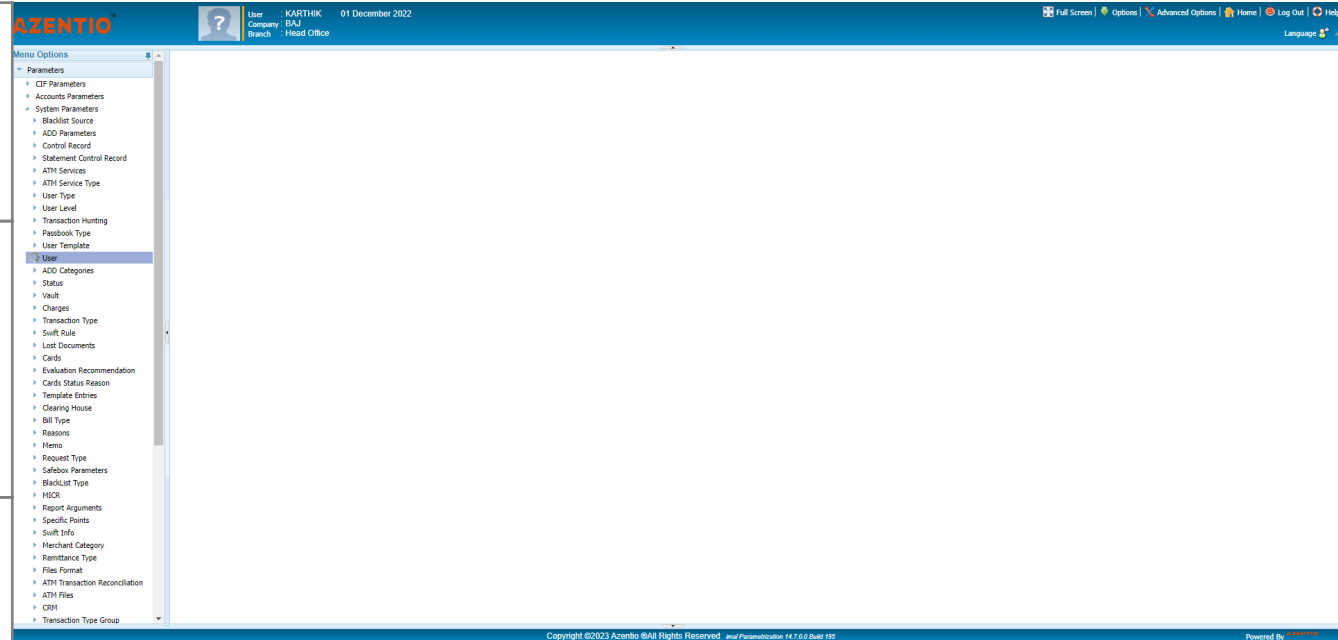 AZENTIO
User : KARTHIK 01 December 2022
Company : BAJ
Branch : Head Office
Full Screen | Options | Advanced Options | Home | Log Out | Help
Language
Menu Options
Parameters
CIF Parameters
Accounts Parameters
System Parameters
Blacklist Source
ADD Parameters
Control Record
Statement Control Record
ATM Services
ATM Service Type
User Type
User Level
Transaction Hunting
Passbook Type
User Template
User
ADD Categories
Status
Vault
Charges
Transaction Type
Swift Rule
Lost Documents
Cards
Evaluation Recommendation
Cards Status Reason
Template Entries
Clearing House
Bill Type
Reasons
Memo
Request Type
Safebox Parameters
BlackList Type
MICR
Report Arguments
Specific Points
Swift Info
Merchant Category
Remittance Type
Files Format
ATM Transaction Reconciliation
ATM Files
CRM
Transaction Type Group
Copyright ©2023 Azentio ®All Rights Reserved imal Parametrization 14.7.0.0 Build 195
Powered By AZENTIO